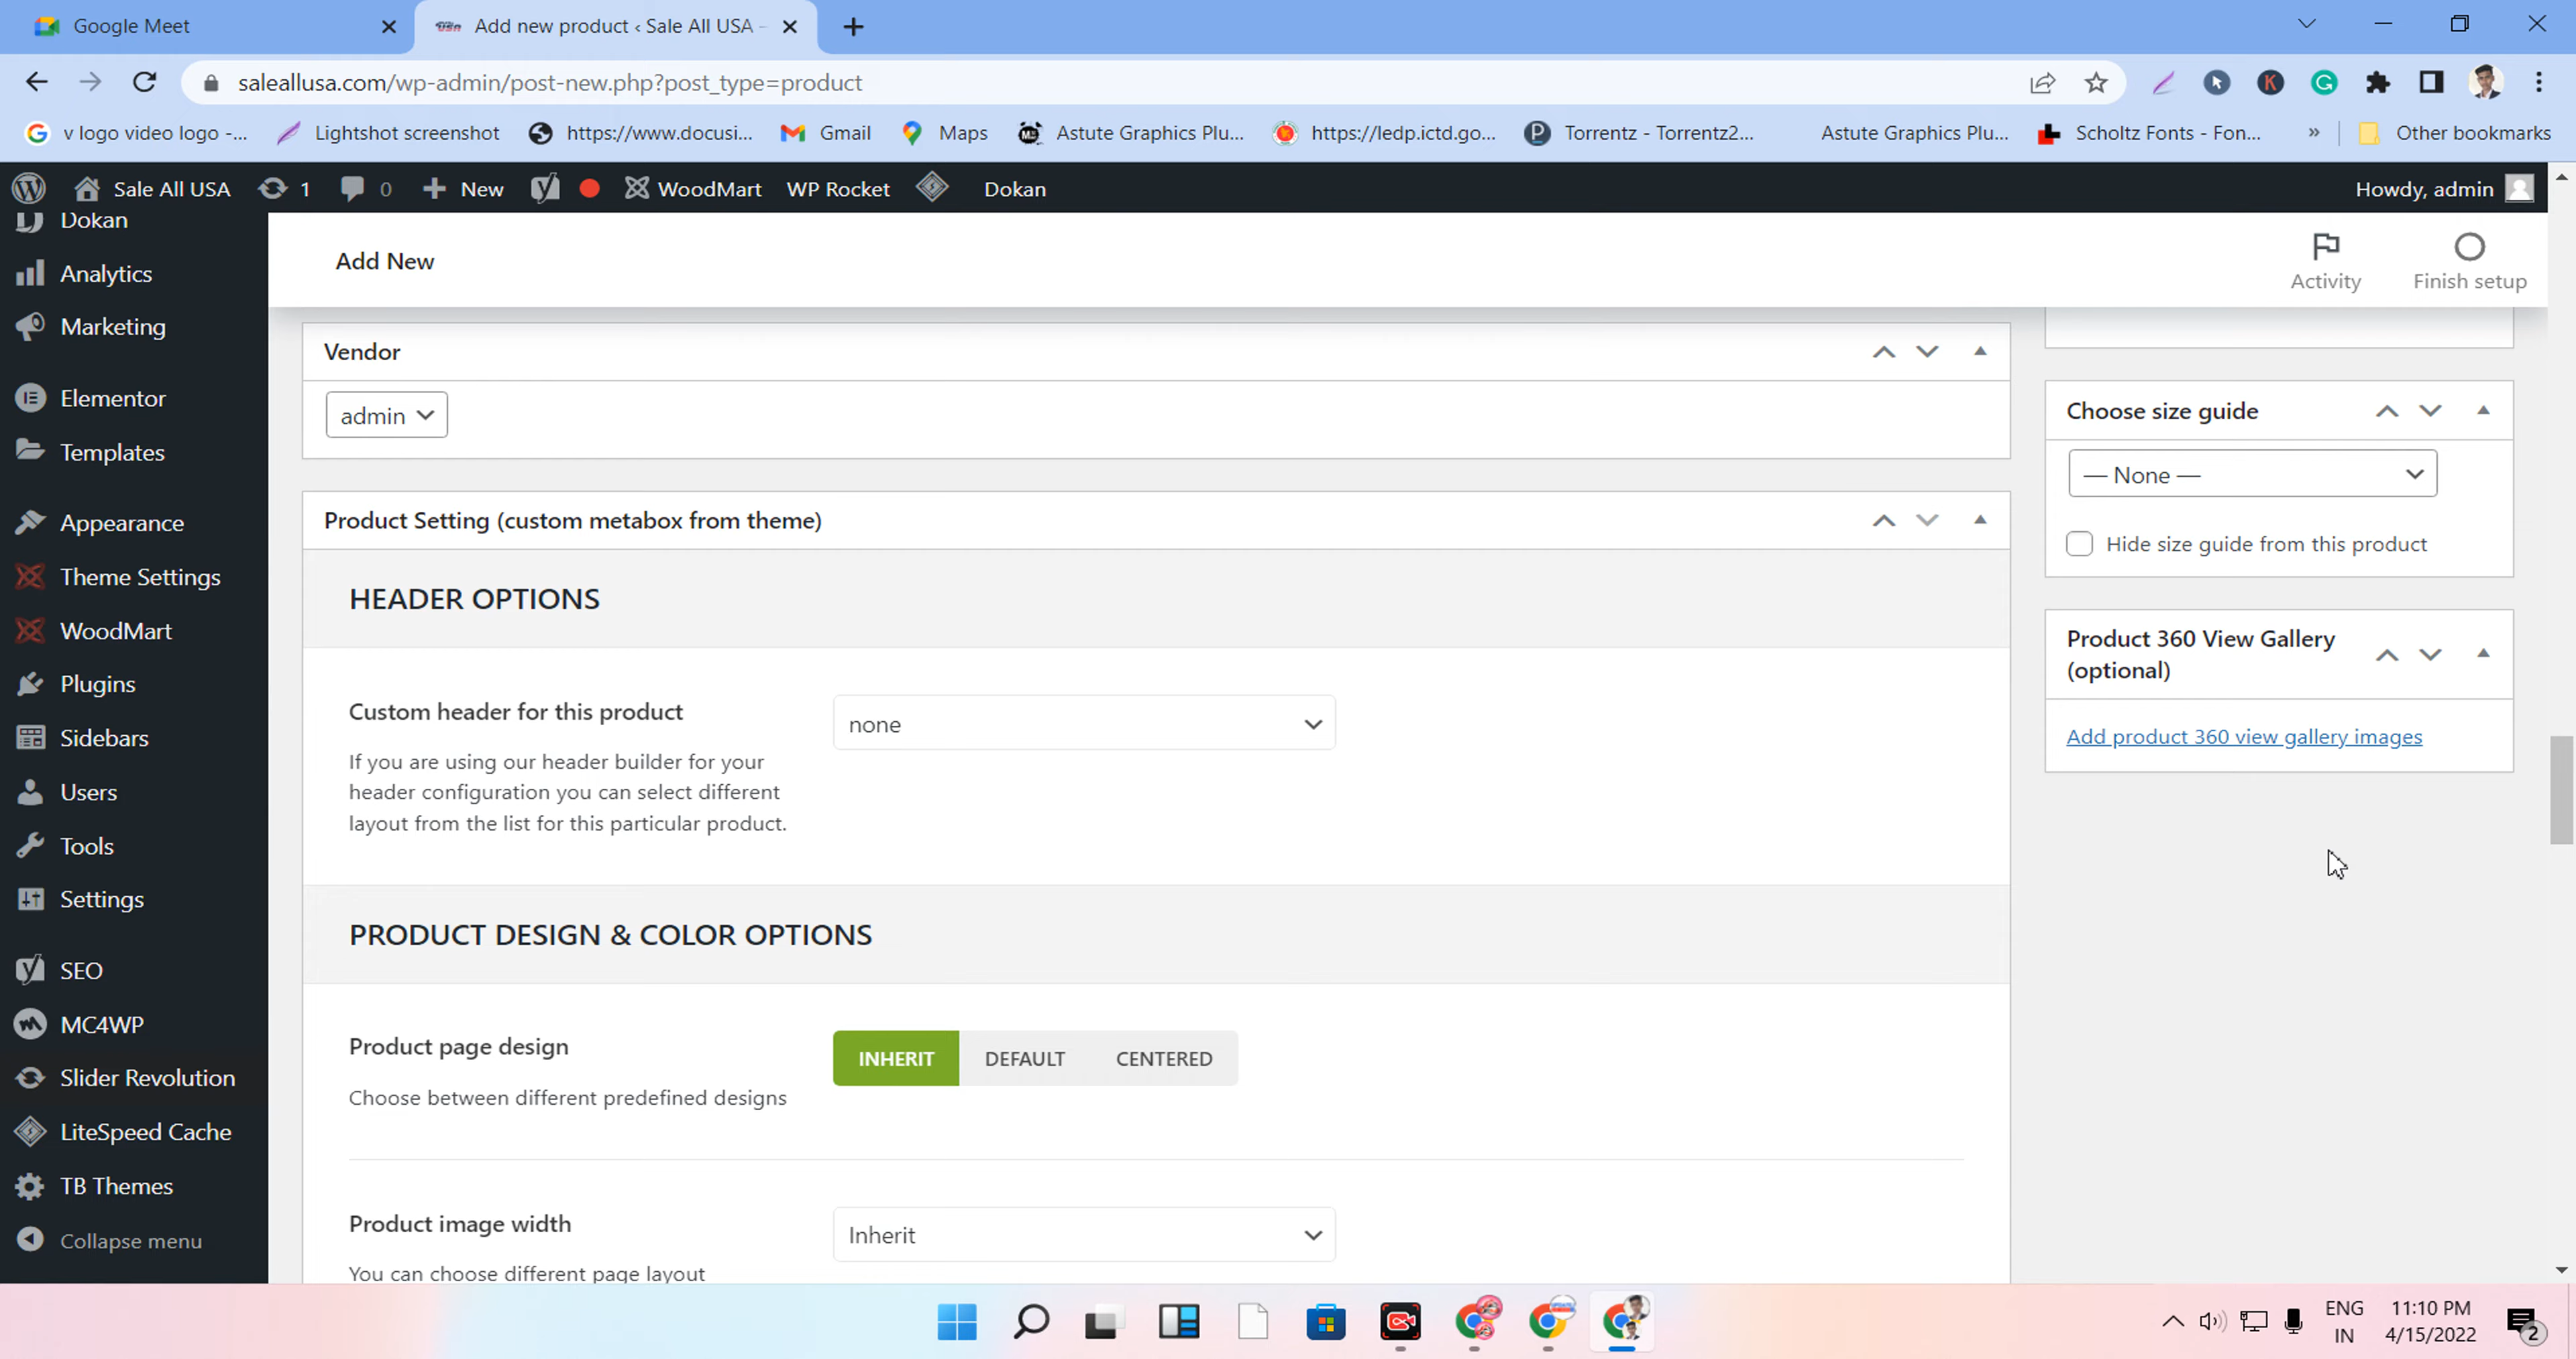 Google Meet
Add new product ‹ Sale All USA –
saleallusa.com/wp-admin/post-new.php?post_type=product
v logo video logo -...
Lightshot screenshot
https://www.docusi...
Gmail
Maps
Astute Graphics Plu...
https://ledp.ictd.go...
Torrentz - Torrentz2...
Astute Graphics Plu...
Scholtz Fonts - Fon...
»
Other bookmarks
Sale All USA
1
0
New
WoodMart
WP Rocket
Dokan
Howdy, admin
Dokan
Analytics
Marketing
Elementor
Templates
Appearance
Theme Settings
WoodMart
Plugins
Sidebars
Users
Tools
Settings
SEO
MC4WP
Slider Revolution
LiteSpeed Cache
TB Themes
Collapse menu
Add New
Activity
Finish setup
Vendor
admin
Product Setting (custom metabox from theme)
HEADER OPTIONS
Custom header for this product
none
If you are using our header builder for your
header configuration you can select different
layout from the list for this particular product.
PRODUCT DESIGN & COLOR OPTIONS
Product page design
INHERIT
DEFAULT
CENTERED
Choose between different predefined designs
Product image width
Inherit
You can choose different page layout
Choose size guide
— None —
Hide size guide from this product
Product 360 View Gallery
(optional)
Add product 360 view gallery images
ENG
IN
11:10 PM
4/15/2022
2